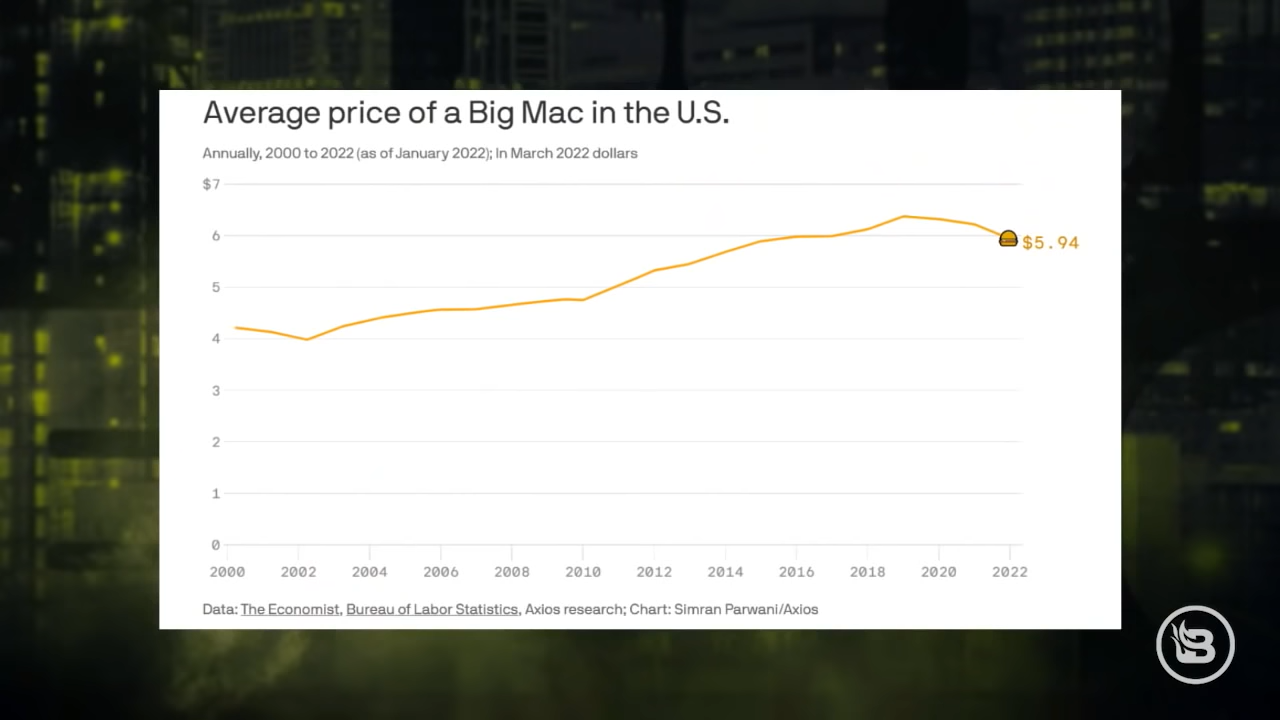 Average price of a Big Mac in the U.S.
Annually, 2000 to 2022 (as of January 2022); In March 2022 dollars
$7
6
$5.94
5
4
3
2
1
0
2000 2002 2004 2006 2008 2010 2012 2014 2016 2018 2020 2022
Data: The Economist, Bureau of Labor Statistics, Axios research; Chart: Simran Parwani/Axios
B